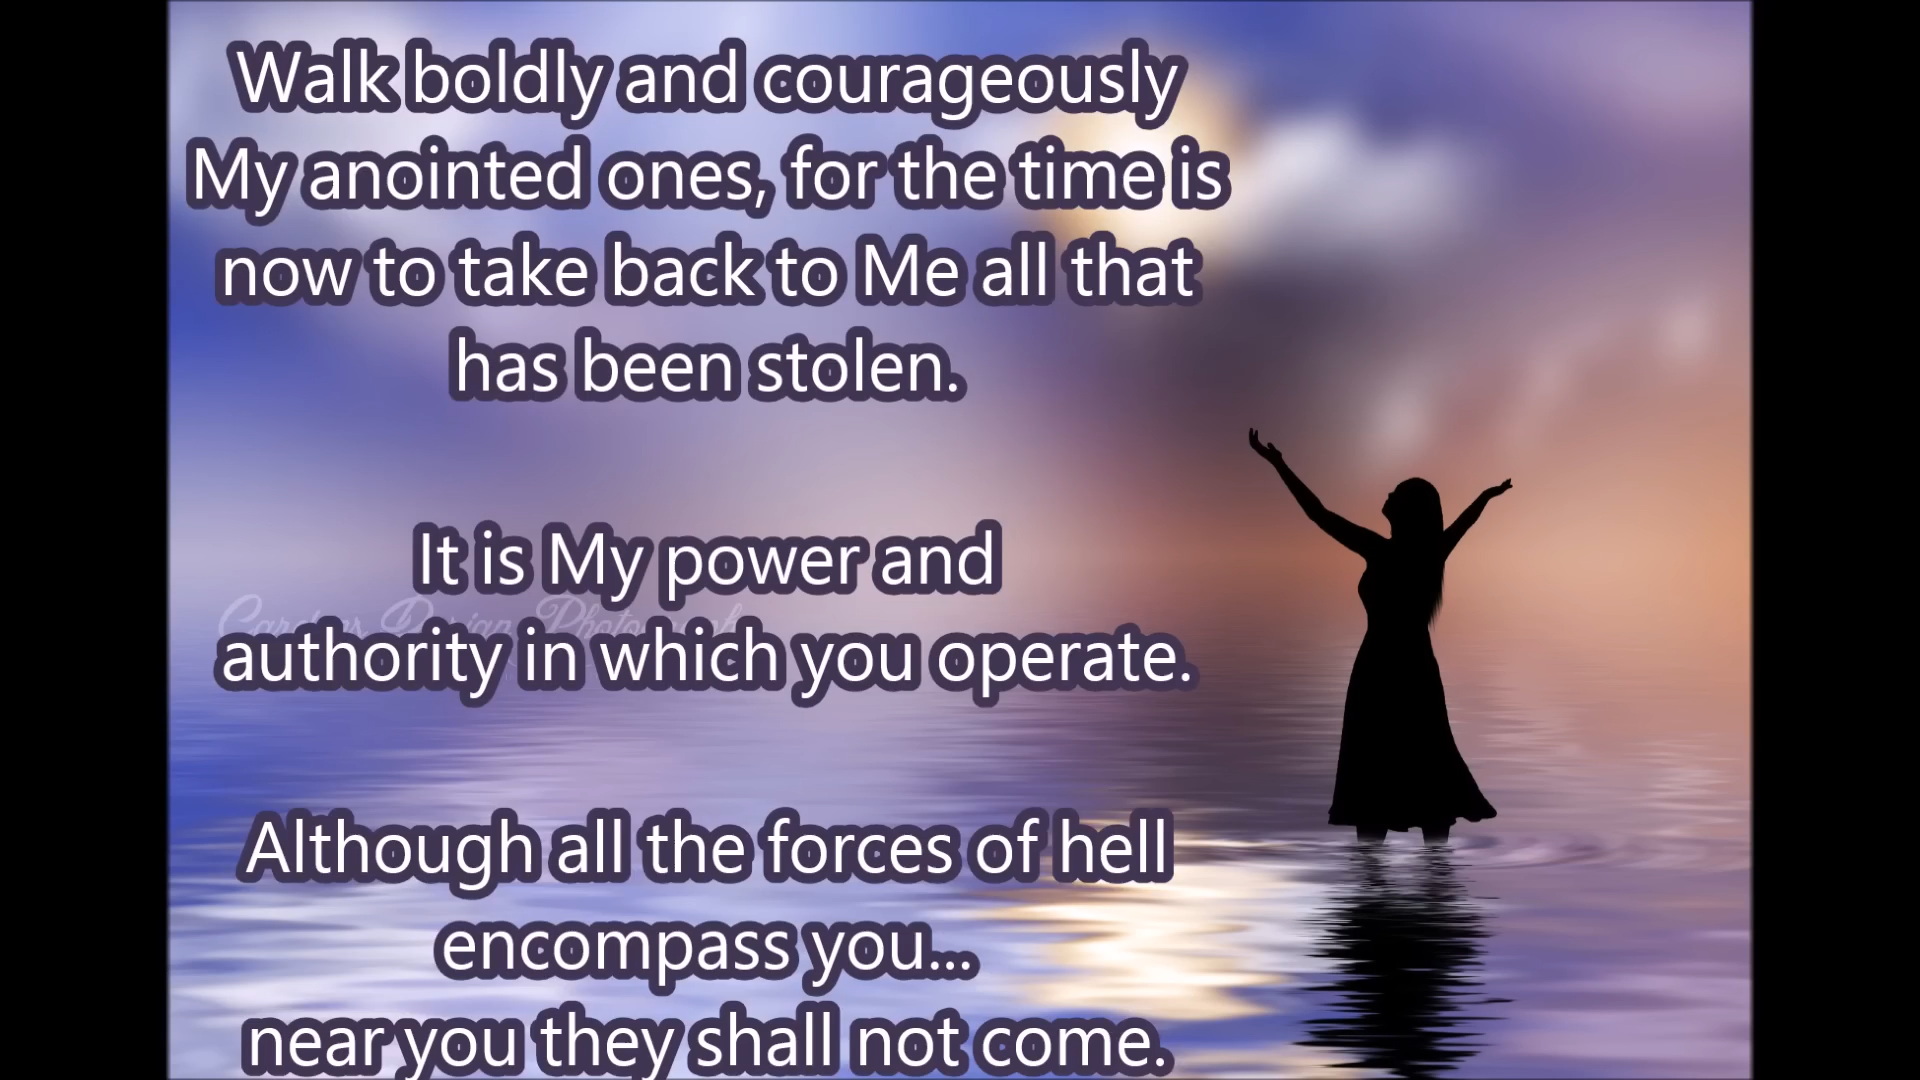 Walk boldly and courageously
My anointed ones, for the time is
now to take back to Me all that
has been stolen.
It is My power and
authority in which you operate.
Although all the forces of hell
encompass you...
near you they shall not come.